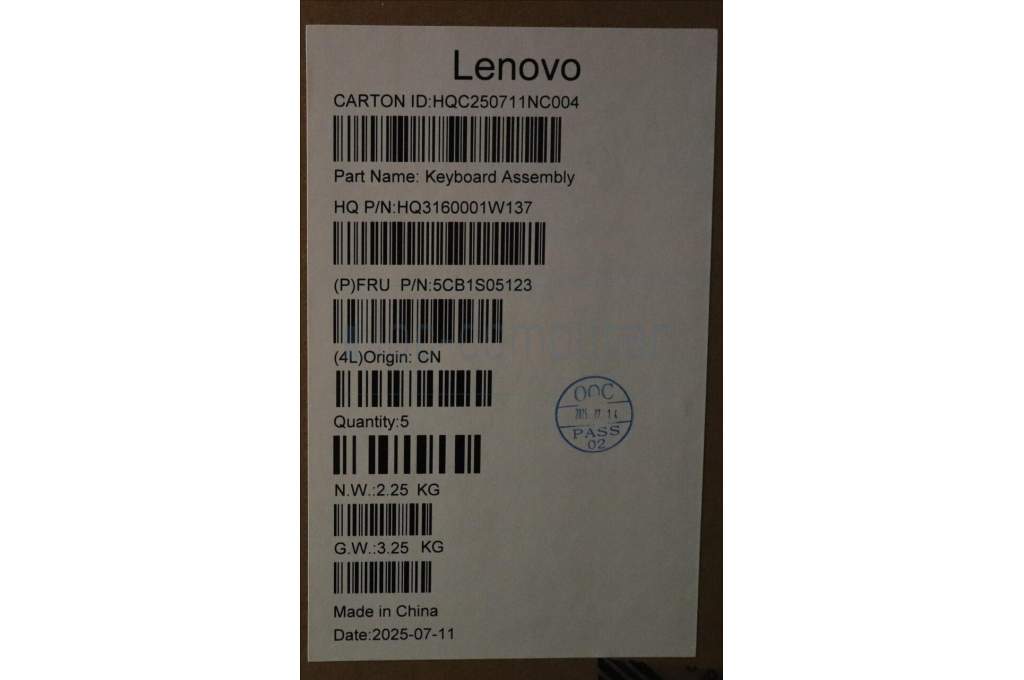 Lenovo
CARTON ID:HQC250711NC004
Part Name: Keyboard Assembly
HQ P/N:HQ3160001W137
(P)FRU P/N:5CB1S05123
(4L)Origin: CN
Quantity:5
OQC
PASS
02
N.W.:2.25 KG
G.W.:3.25 KG
Made in China
Date:2025-07-11